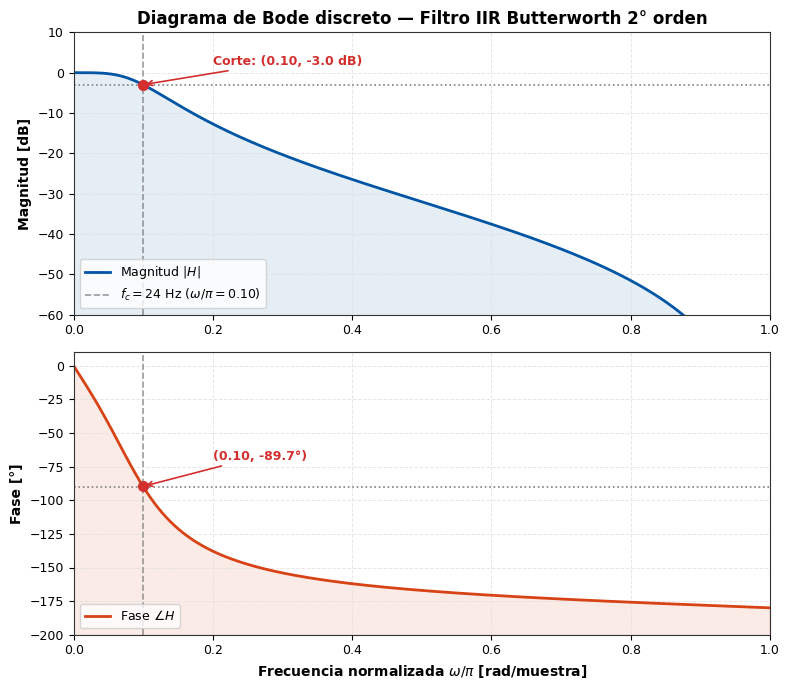 Diagrama de Bode discreto — Filtro IIR Butterworth 2° orden
Magnitud [dB]
10
0
−10
−20
−30
−40
−50
−60
Corte: (0.10, -3.0 dB)
Magnitud |H|
f_c = 24 Hz (ω/π = 0.10)
0.0 0.2 0.4 0.6 0.8 1.0
Fase [°]
0
−25
−50
−75
−100
−125
−150
−175
−200
(0.10, -89.7°)
Fase ∠H
0.0 0.2 0.4 0.6 0.8 1.0
Frecuencia normalizada ω/π [rad/muestra]